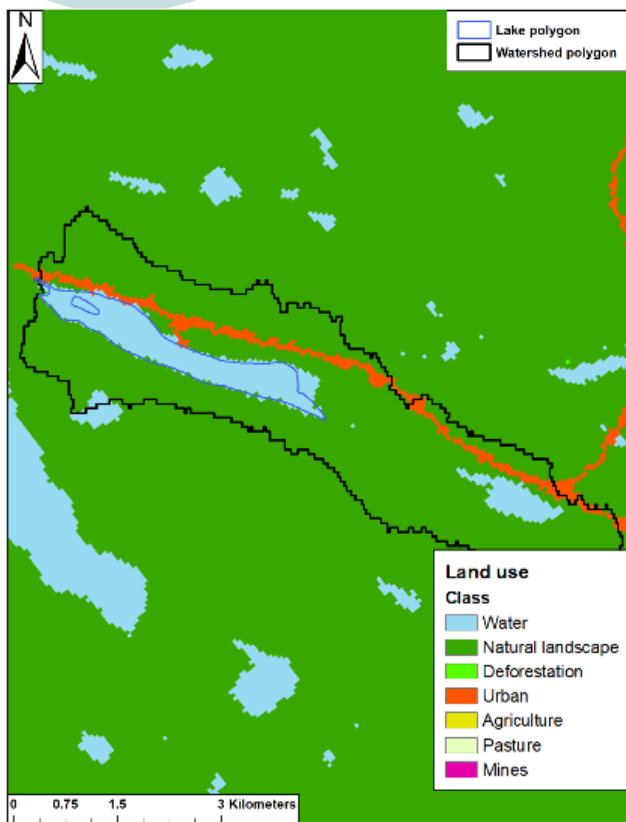 N
Lake polygon
Watershed polygon
Land use
Class
Water
Natural landscape
Deforestation
Urban
Agriculture
Pasture
Mines
0 0.75 1.5 3 Kilometers